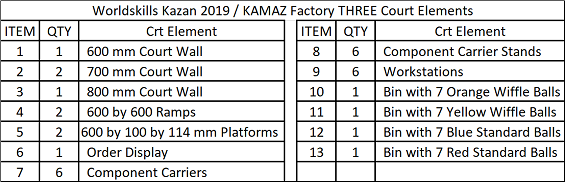 Worldskills Kazan 2019 / KAMAZ Factory THREE Court Elements
ITEM QTY Crt Element ITEM QTY Crt Element
1 1 600 mm Court Wall 8 6 Component Carrier Stands
2 2 700 mm Court Wall 9 6 Workstations
3 1 800 mm Court Wall 10 1 Bin with 7 Orange Wiffle Balls
4 2 600 by 600 Ramps 11 1 Bin with 7 Yellow Wiffle Balls
5 2 600 by 100 by 114 mm Platforms 12 1 Bin with 7 Blue Standard Balls
6 1 Order Display 13 1 Bin with 7 Red Standard Balls
7 6 Component Carriers